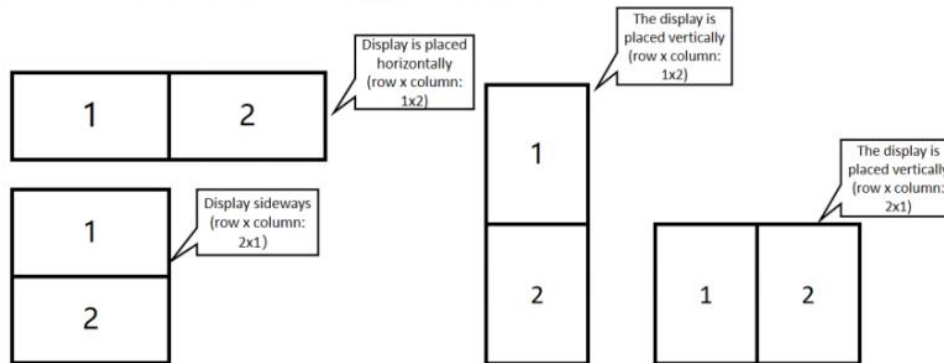 Display is placed
horizontally
(row x column:
1x2)
1
2
The display is
placed vertically
(row x column:
1x2)
1
2
Display sideways
(row x column:
2x1)
1
2
The display is
placed vertically
(row x column:
2x1)
1
2